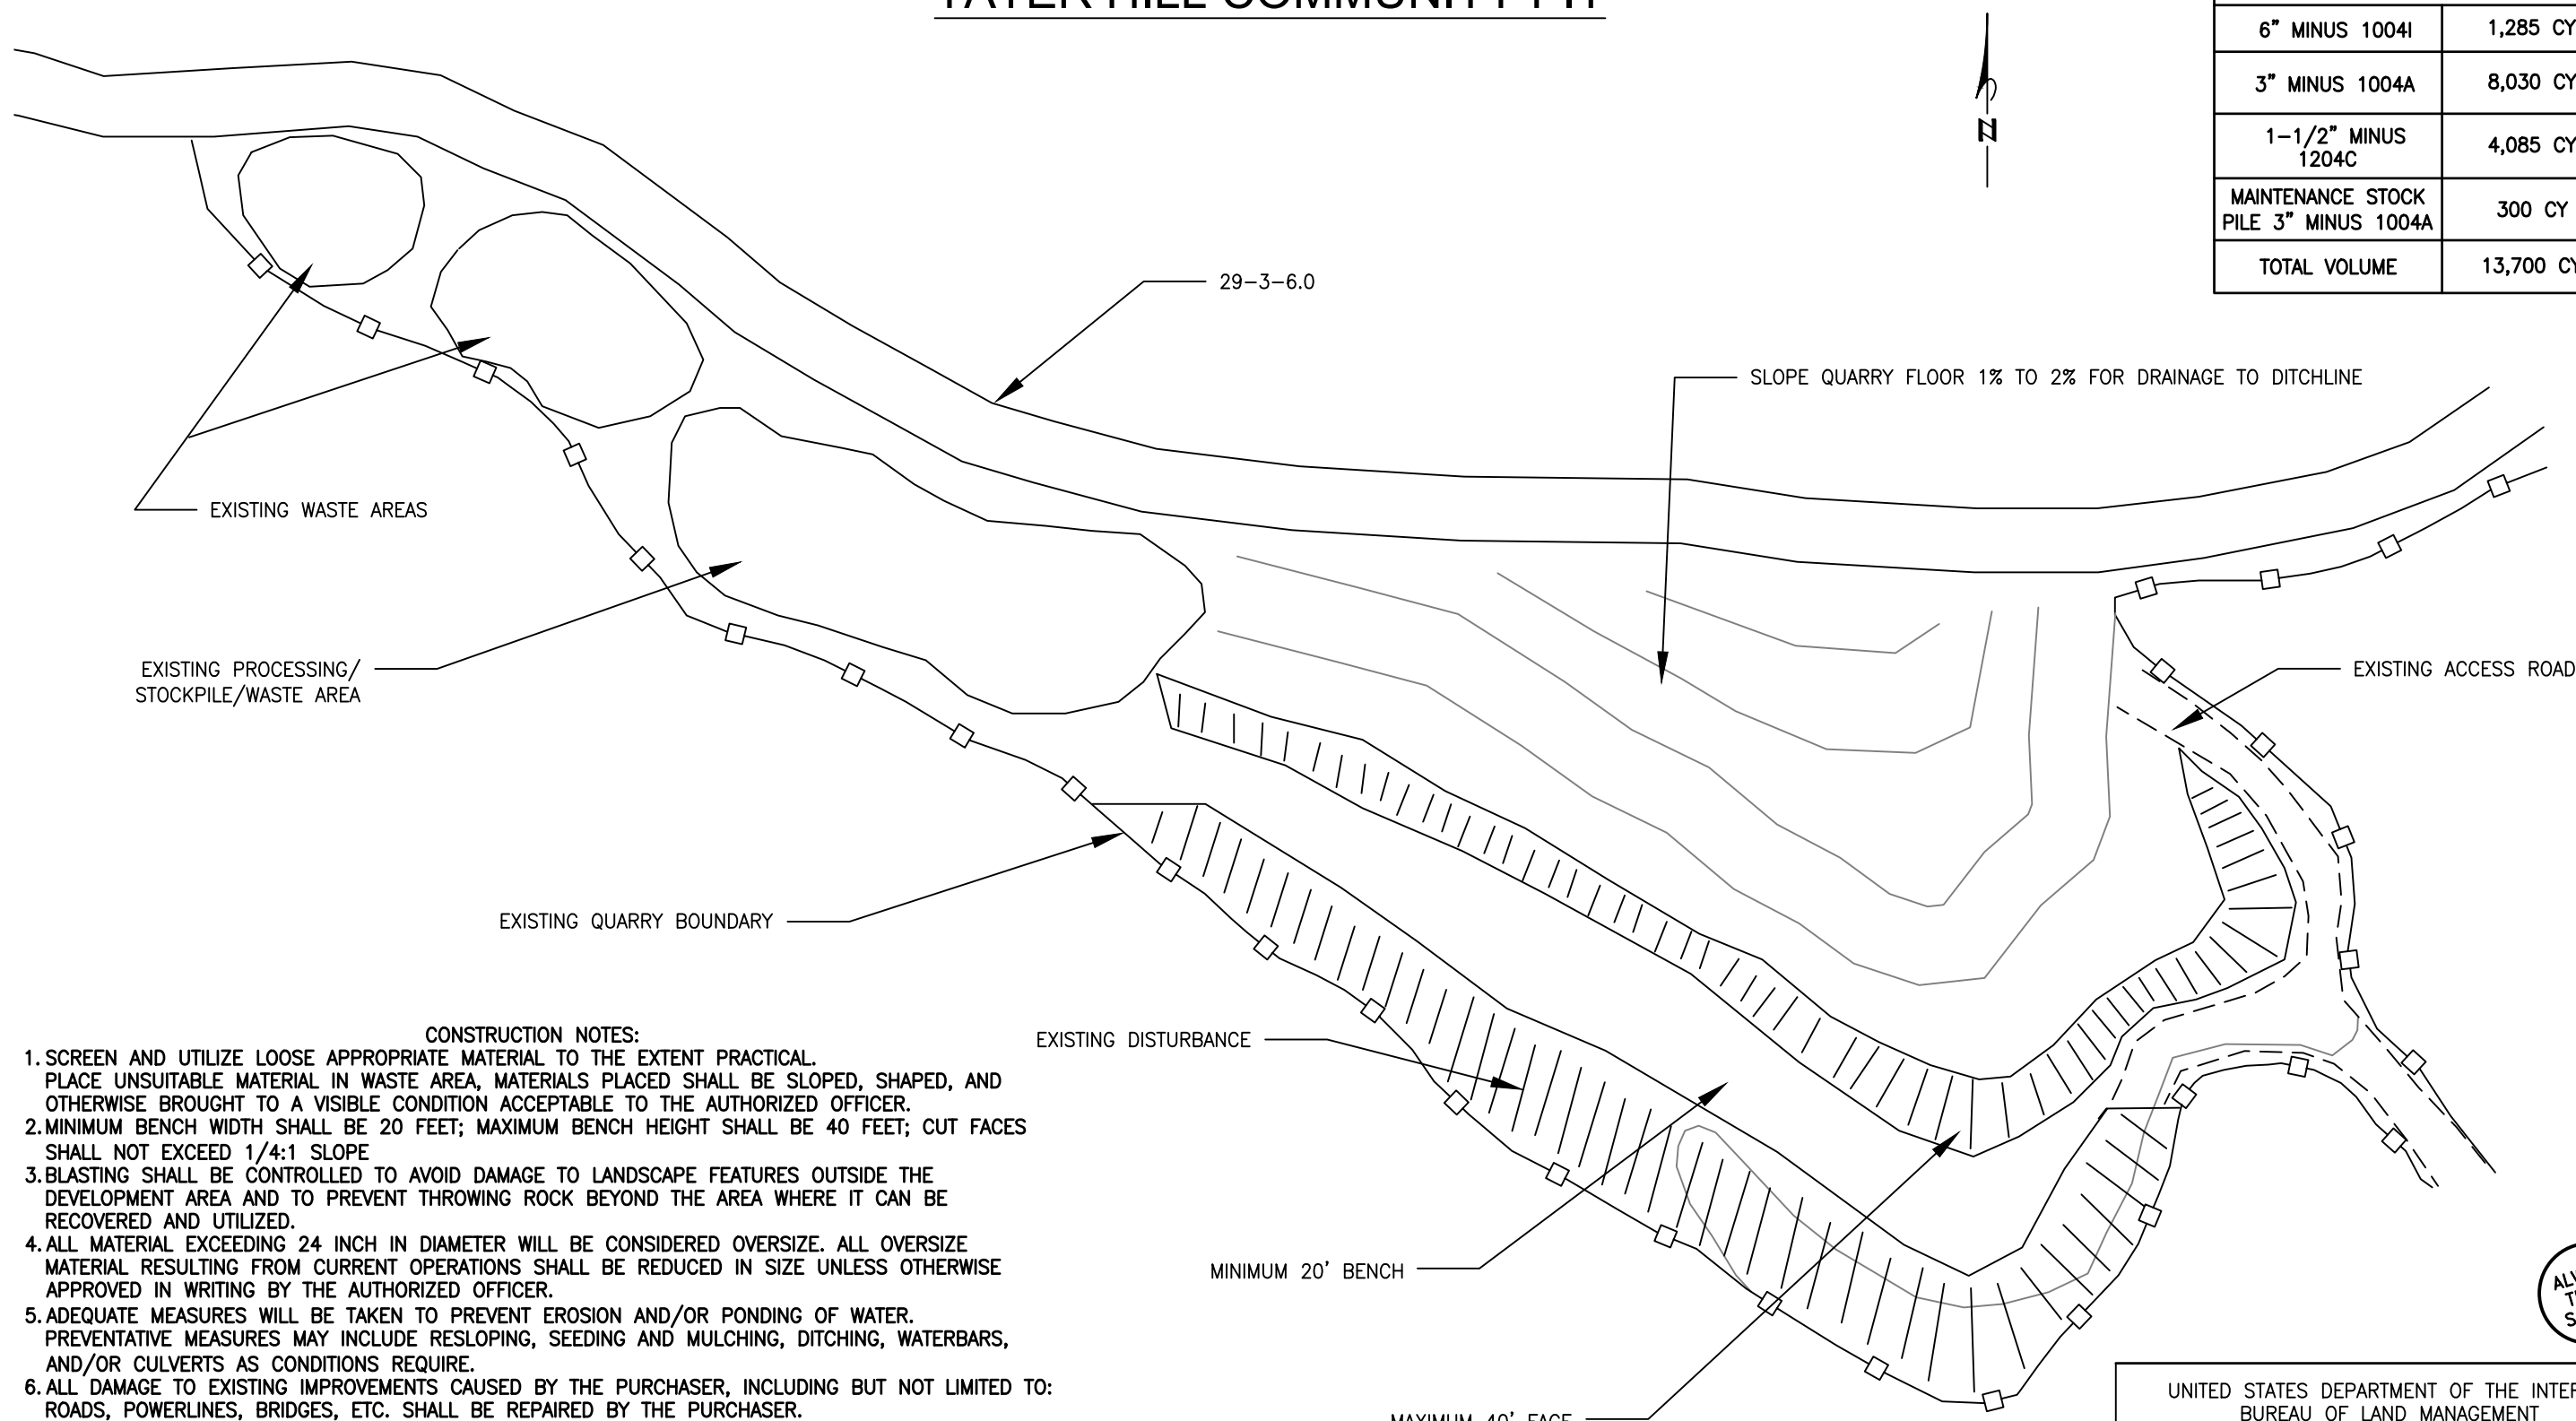 TATER HILL COMMUNITY PIT
6" MINUS 1004I 1,285 CY
3" MINUS 1004A 8,030 CY
1-1/2" MINUS
1204C
4,085 CY
MAINTENANCE STOCK
PILE 3" MINUS 1004A
300 CY
TOTAL VOLUME 13,700 CY
N
29-3-6.0
SLOPE QUARRY FLOOR 1% TO 2% FOR DRAINAGE TO DITCHLINE
EXISTING WASTE AREAS
EXISTING PROCESSING/
STOCKPILE/WASTE AREA
EXISTING ACCESS ROAD
EXISTING QUARRY BOUNDARY
EXISTING DISTURBANCE
MINIMUM 20' BENCH
MAXIMUM 40' FACE
CONSTRUCTION NOTES:
1. SCREEN AND UTILIZE LOOSE APPROPRIATE MATERIAL TO THE EXTENT PRACTICAL.
PLACE UNSUITABLE MATERIAL IN WASTE AREA, MATERIALS PLACED SHALL BE SLOPED, SHAPED, AND
OTHERWISE BROUGHT TO A VISIBLE CONDITION ACCEPTABLE TO THE AUTHORIZED OFFICER.
2. MINIMUM BENCH WIDTH SHALL BE 20 FEET; MAXIMUM BENCH HEIGHT SHALL BE 40 FEET; CUT FACES
SHALL NOT EXCEED 1/4:1 SLOPE
3. BLASTING SHALL BE CONTROLLED TO AVOID DAMAGE TO LANDSCAPE FEATURES OUTSIDE THE
DEVELOPMENT AREA AND TO PREVENT THROWING ROCK BEYOND THE AREA WHERE IT CAN BE
RECOVERED AND UTILIZED.
4. ALL MATERIAL EXCEEDING 24 INCH IN DIAMETER WILL BE CONSIDERED OVERSIZE. ALL OVERSIZE
MATERIAL RESULTING FROM CURRENT OPERATIONS SHALL BE REDUCED IN SIZE UNLESS OTHERWISE
APPROVED IN WRITING BY THE AUTHORIZED OFFICER.
5. ADEQUATE MEASURES WILL BE TAKEN TO PREVENT EROSION AND/OR PONDING OF WATER.
PREVENTATIVE MEASURES MAY INCLUDE RESLOPING, SEEDING AND MULCHING, DITCHING, WATERBARS,
AND/OR CULVERTS AS CONDITIONS REQUIRE.
6. ALL DAMAGE TO EXISTING IMPROVEMENTS CAUSED BY THE PURCHASER, INCLUDING BUT NOT LIMITED TO:
ROADS, POWERLINES, BRIDGES, ETC. SHALL BE REPAIRED BY THE PURCHASER.
UNITED STATES DEPARTMENT OF THE INTER
BUREAU OF LAND MANAGEMENT